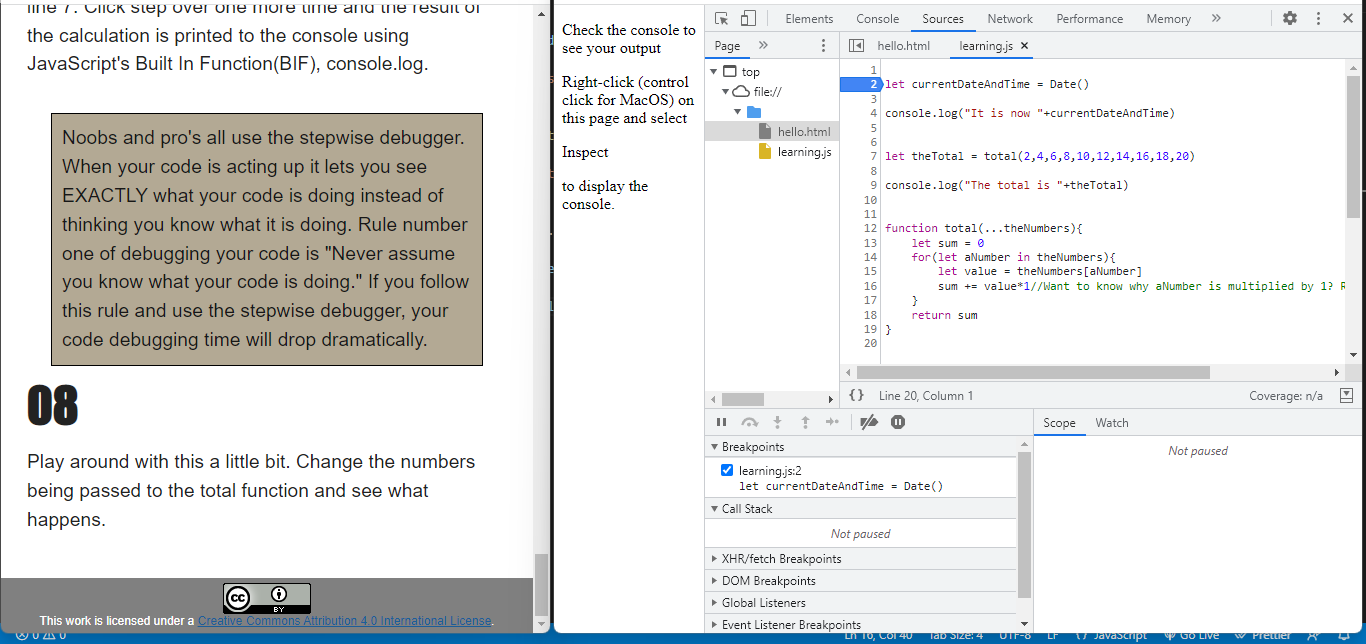 line 7. Click step over one more time and the result of
the calculation is printed to the console using
JavaScript's Built In Function(BIF), console.log.
Noobs and pro's all use the stepwise debugger.
When your code is acting up it lets you see
EXACTLY what your code is doing instead of
thinking you know what it is doing. Rule number
one of debugging your code is "Never assume
you know what your code is doing." If you follow
this rule and use the stepwise debugger, your
code debugging time will drop dramatically.
08
Play around with this a little bit. Change the numbers
being passed to the total function and see what
happens.
CC
BY
This work is licensed under a Creative Commons Attribution 4.0 International License.
Check the console to
see your output
Right-click (control
click for MacOS) on
this page and select
Inspect
to display the
console.
Elements Console Sources Network Performance Memory
Page
hello.html learning.js
top
file://
hello.html
learning.js
1
2 let currentDateAndTime = Date()
3
4 console.log("It is now "+currentDateAndTime)
5
6
7 let theTotal = total(2,4,6,8,10,12,14,16,18,20)
8
9 console.log("The total is "+theTotal)
10
11
12 function total(...theNumbers){
13 let sum = 0
14 for(let aNumber in theNumbers){
15 let value = theNumbers[aNumber]
16 sum += value*1//Want to know why aNumber is multiplied by 1? R
17 }
18 return sum
19 }
20
{} Line 20, Column 1 Coverage: n/a
Breakpoints
learning.js:2
let currentDateAndTime = Date()
Call Stack
Not paused
XHR/fetch Breakpoints
DOM Breakpoints
Global Listeners
Event Listener Breakpoints
Scope Watch
Not paused
0 0 Ln 16, Col 40 Tab Size: 4 UTF-8 LF {} JavaScript Go Live Prettier